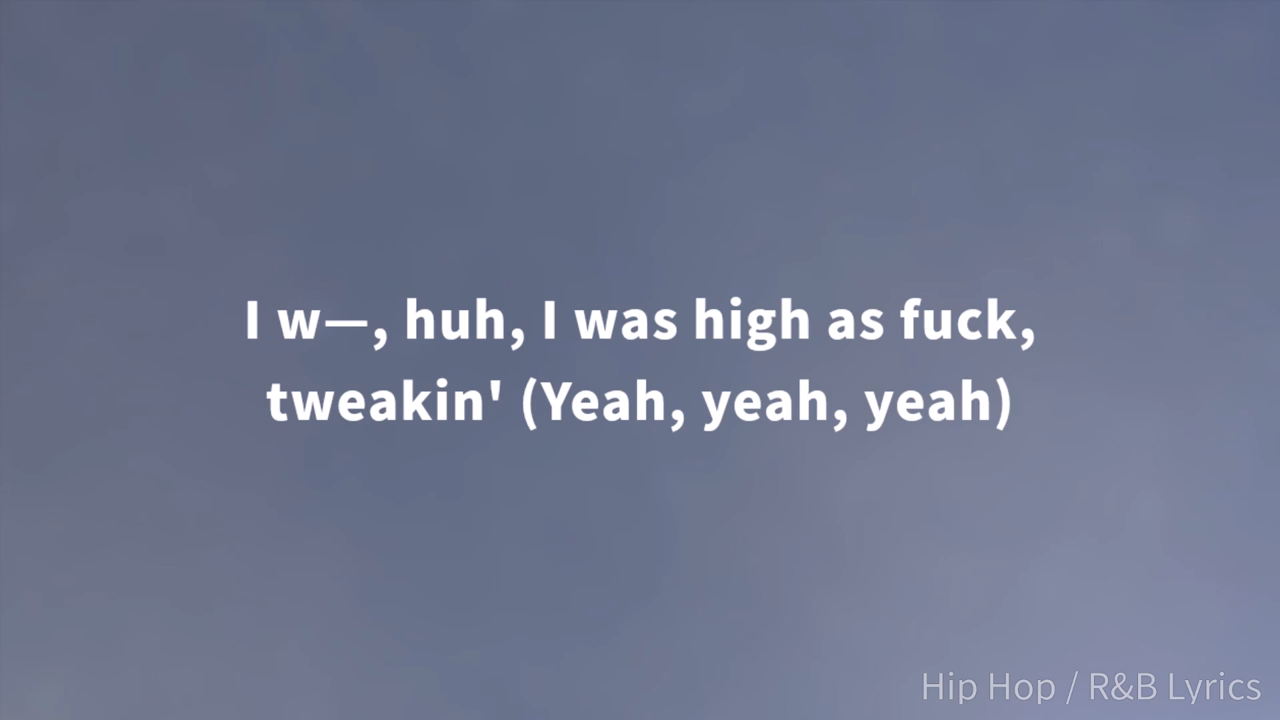 I w—, huh, I was high as fuck,
tweakin' (Yeah, yeah, yeah)
Hip Hop / R&B Lyrics